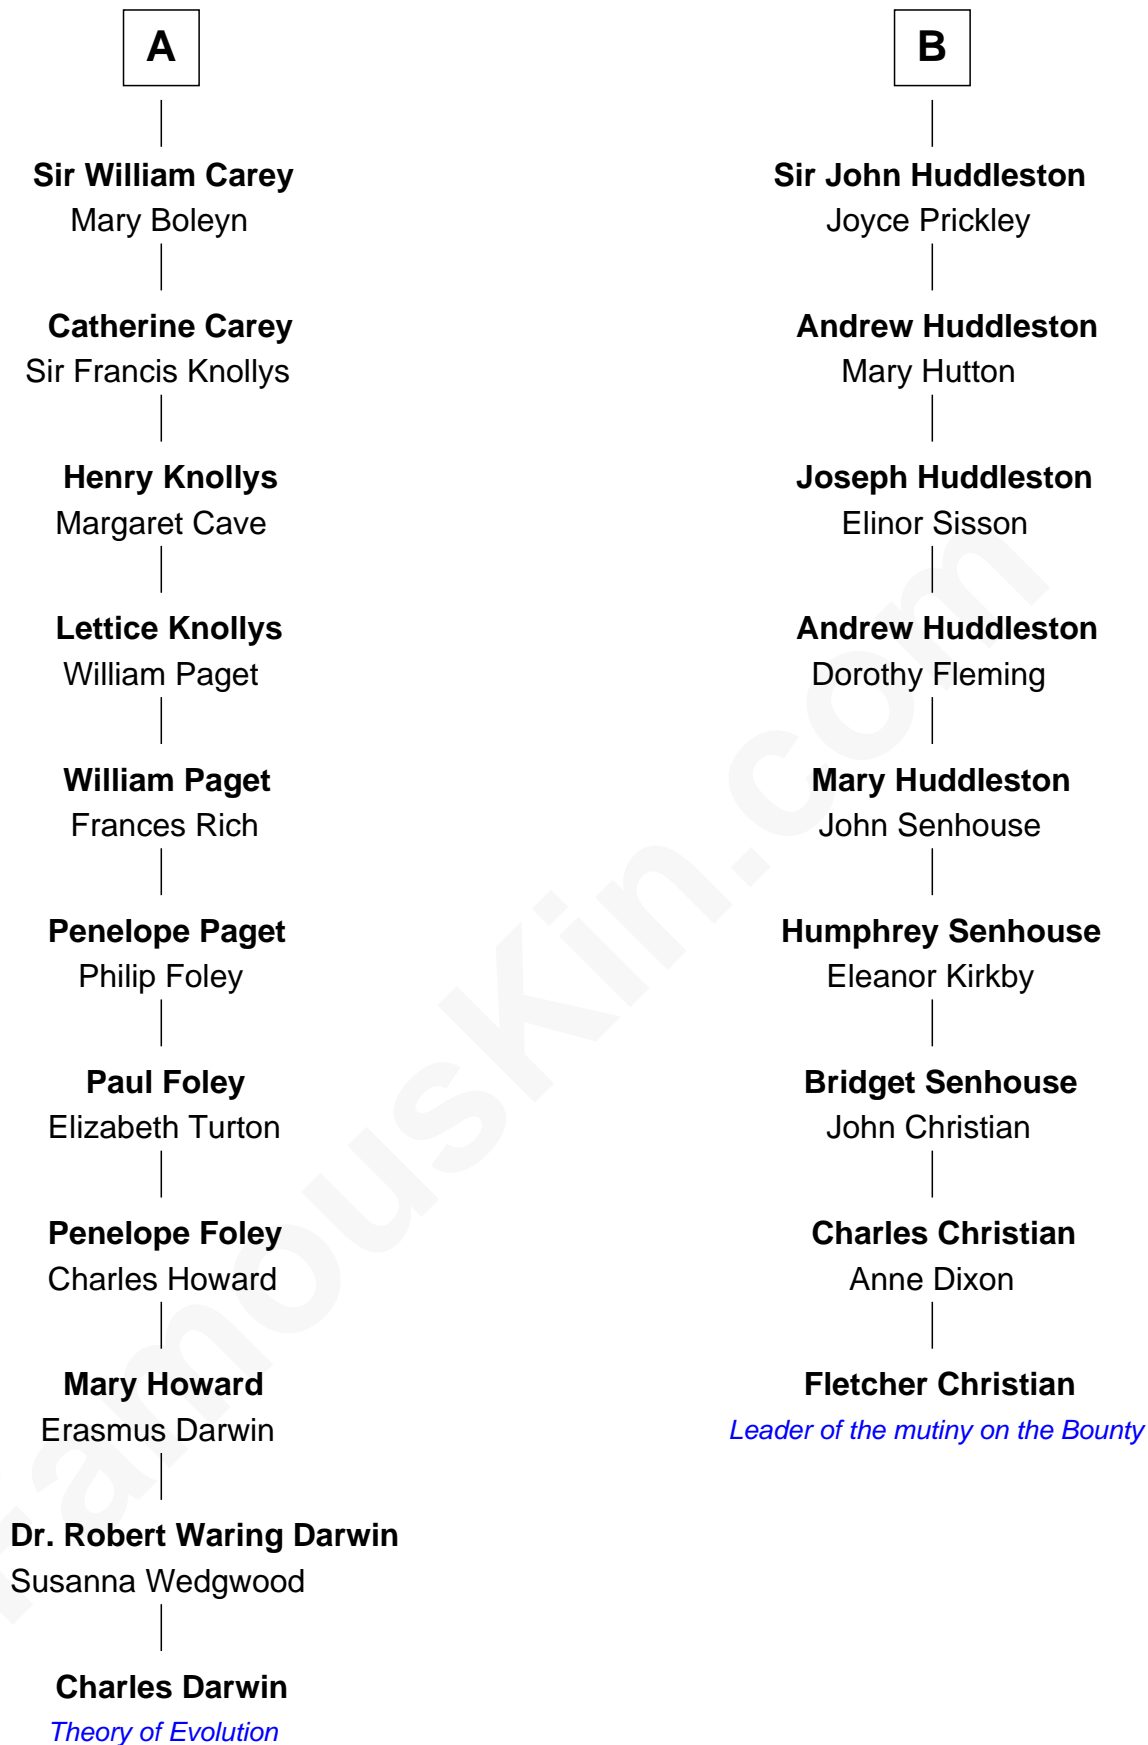 A
Sir William Carey
Mary Boleyn
Catherine Carey
Sir Francis Knollys
Henry Knollys
Margaret Cave
Lettice Knollys
William Paget
William Paget
Frances Rich
Penelope Paget
Philip Foley
Paul Foley
Elizabeth Turton
Penelope Foley
Charles Howard
Mary Howard
Erasmus Darwin
Dr. Robert Waring Darwin
Susanna Wedgwood
Charles Darwin
Theory of Evolution
B
Sir John Huddleston
Joyce Prickley
Andrew Huddleston
Mary Hutton
Joseph Huddleston
Elinor Sisson
Andrew Huddleston
Dorothy Fleming
Mary Huddleston
John Senhouse
Humphrey Senhouse
Eleanor Kirkby
Bridget Senhouse
John Christian
Charles Christian
Anne Dixon
Fletcher Christian
Leader of the mutiny on the Bounty
FamousKin.com